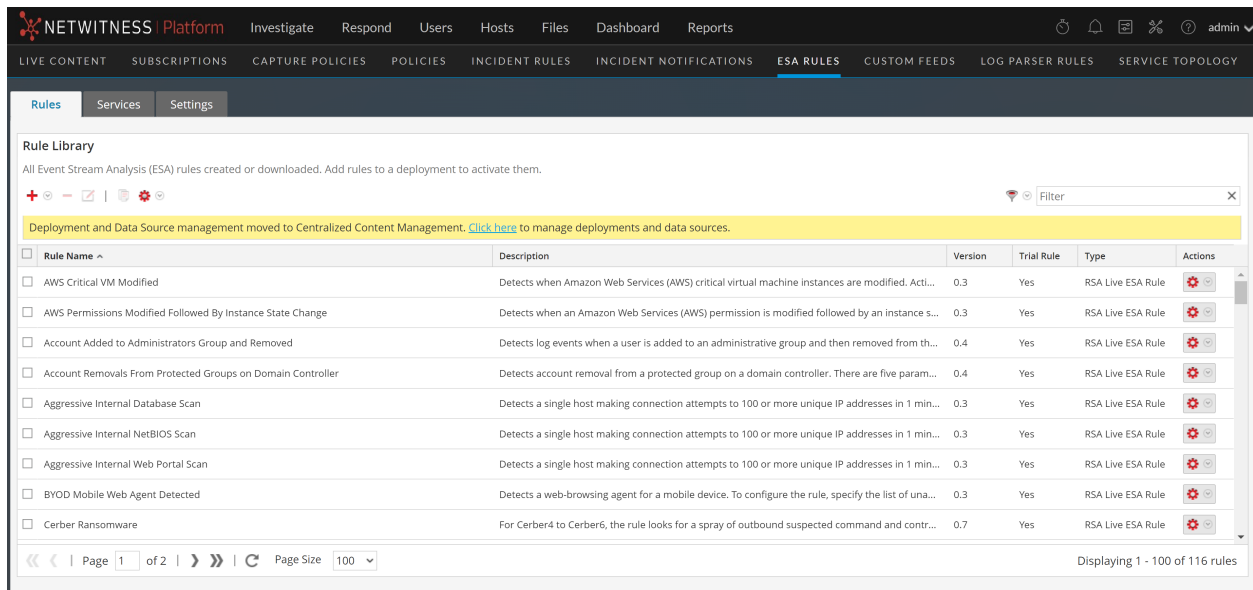 NETWITNESS Platform Investigate Respond Users Hosts Files Dashboard Reports admin
LIVE CONTENT SUBSCRIPTIONS CAPTURE POLICIES POLICIES INCIDENT RULES INCIDENT NOTIFICATIONS ESA RULES CUSTOM FEEDS LOG PARSER RULES SERVICE TOPOLOGY
Rules Services Settings
Rule Library
All Event Stream Analysis (ESA) rules created or downloaded. Add rules to a deployment to activate them.
Filter
Deployment and Data Source management moved to Centralized Content Management. Click here to manage deployments and data sources.
Rule Name Description Version Trial Rule Type Actions
AWS Critical VM Modified Detects when Amazon Web Services (AWS) critical virtual machine instances are modified. Acti... 0.3 Yes RSA Live ESA Rule
AWS Permissions Modified Followed By Instance State Change Detects when an Amazon Web Services (AWS) permission is modified followed by an instance s... 0.3 Yes RSA Live ESA Rule
Account Added to Administrators Group and Removed Detects log events when a user is added to an administrative group and then removed from th... 0.4 Yes RSA Live ESA Rule
Account Removals From Protected Groups on Domain Controller Detects account removal from a protected group on a domain controller. There are five param... 0.4 Yes RSA Live ESA Rule
Aggressive Internal Database Scan Detects a single host making connection attempts to 100 or more unique IP addresses in 1 min... 0.3 Yes RSA Live ESA Rule
Aggressive Internal NetBIOS Scan Detects a single host making connection attempts to 100 or more unique IP addresses in 1 min... 0.3 Yes RSA Live ESA Rule
Aggressive Internal Web Portal Scan Detects a single host making connection attempts to 100 or more unique IP addresses in 1 min... 0.3 Yes RSA Live ESA Rule
BYOD Mobile Web Agent Detected Detects a web-browsing agent for a mobile device. To configure the rule, specify the list of una... 0.3 Yes RSA Live ESA Rule
Cerber Ransomware For Cerber4 to Cerber6, the rule looks for a spray of outbound suspected command and contr... 0.7 Yes RSA Live ESA Rule
Page 1 of 2 Page Size 100 Displaying 1 - 100 of 116 rules